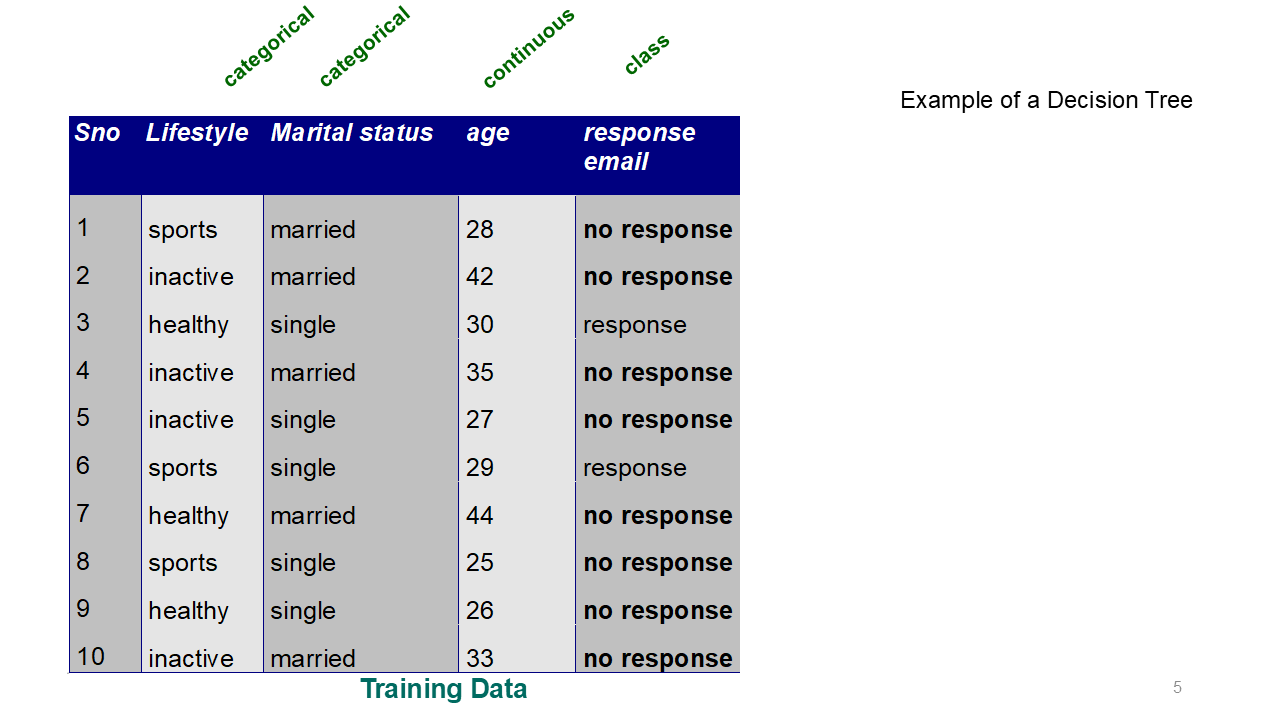 categorical categorical continuous class
Example of a Decision Tree
Sno Lifestyle Marital status age response
email
1 sports married 28 no response
2 inactive married 42 no response
3 healthy single 30 response
4 inactive married 35 no response
5 inactive single 27 no response
6 sports single 29 response
7 healthy married 44 no response
8 sports single 25 no response
9 healthy single 26 no response
10 inactive married 33 no response
Training Data
5